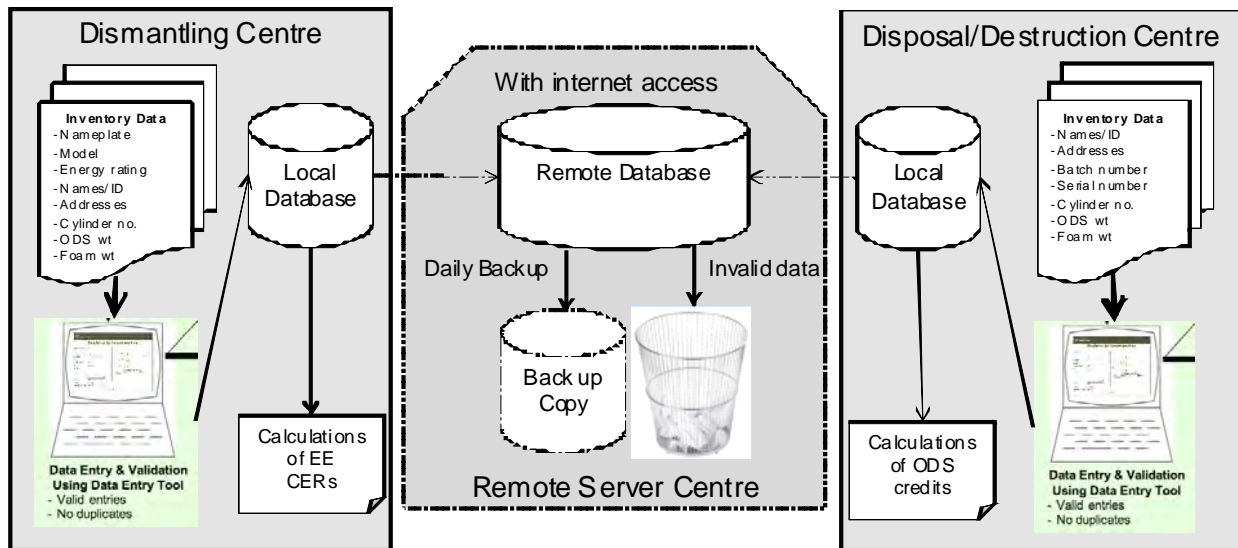 Dismantling Centre
Inventory Data
- Nameplate
- Model
- Energy rating
- Names/ID
- Addresses
- Cylinder no.
- ODS wt
- Foam wt
Local
Database
Data Entry & Validation
Using Data Entry Tool
- Valid entries
- No duplicates
Calculations
of EE
CERs
With internet access
Remote Database
Daily Backup
Invalid data
Back up
Copy
Remote Server Centre
Disposal/Destruction Centre
Local
Database
Inventory Data
- Names/ID
- Addresses
- Batch number
- Serial number
- Cylinder no.
- ODS wt
- Foam wt
Calculations
of ODS
credits
Data Entry & Validation
Using Data Entry Tool
- Valid entries
- No duplicates